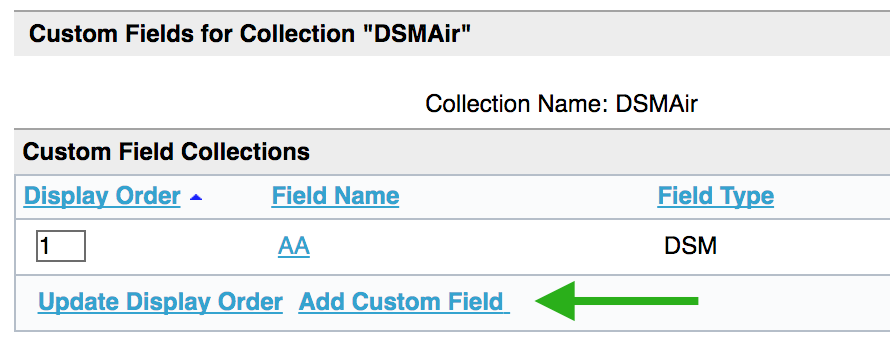 Custom Fields for Collection "DSMAir"
Collection Name: DSMAir
Custom Field Collections
Display Order Field Name Field Type
1 AA DSM
Update Display Order Add Custom Field